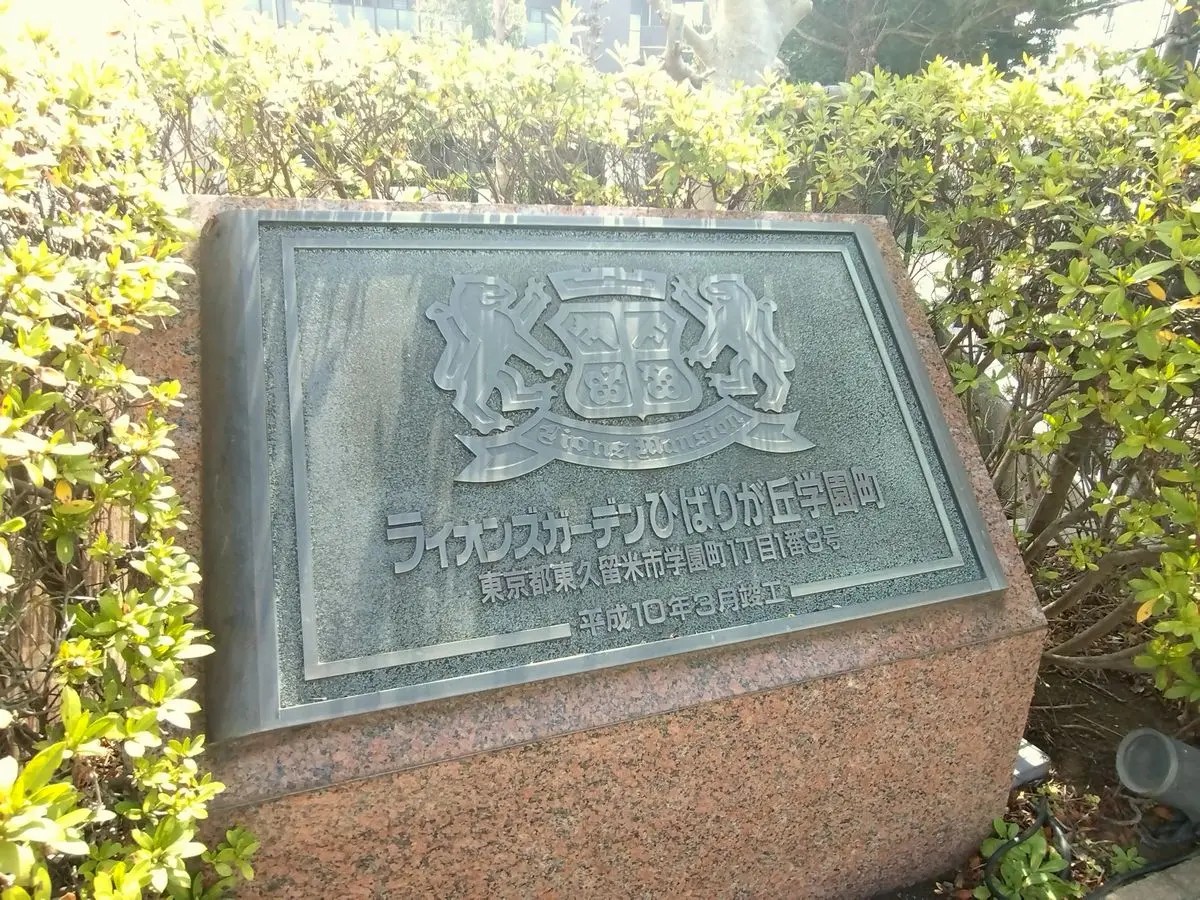 Lions Mansion
ライオンズガーデンひばりが丘学園町
東京都東久留米市学園町1丁目1番9号
平成10年3月竣工